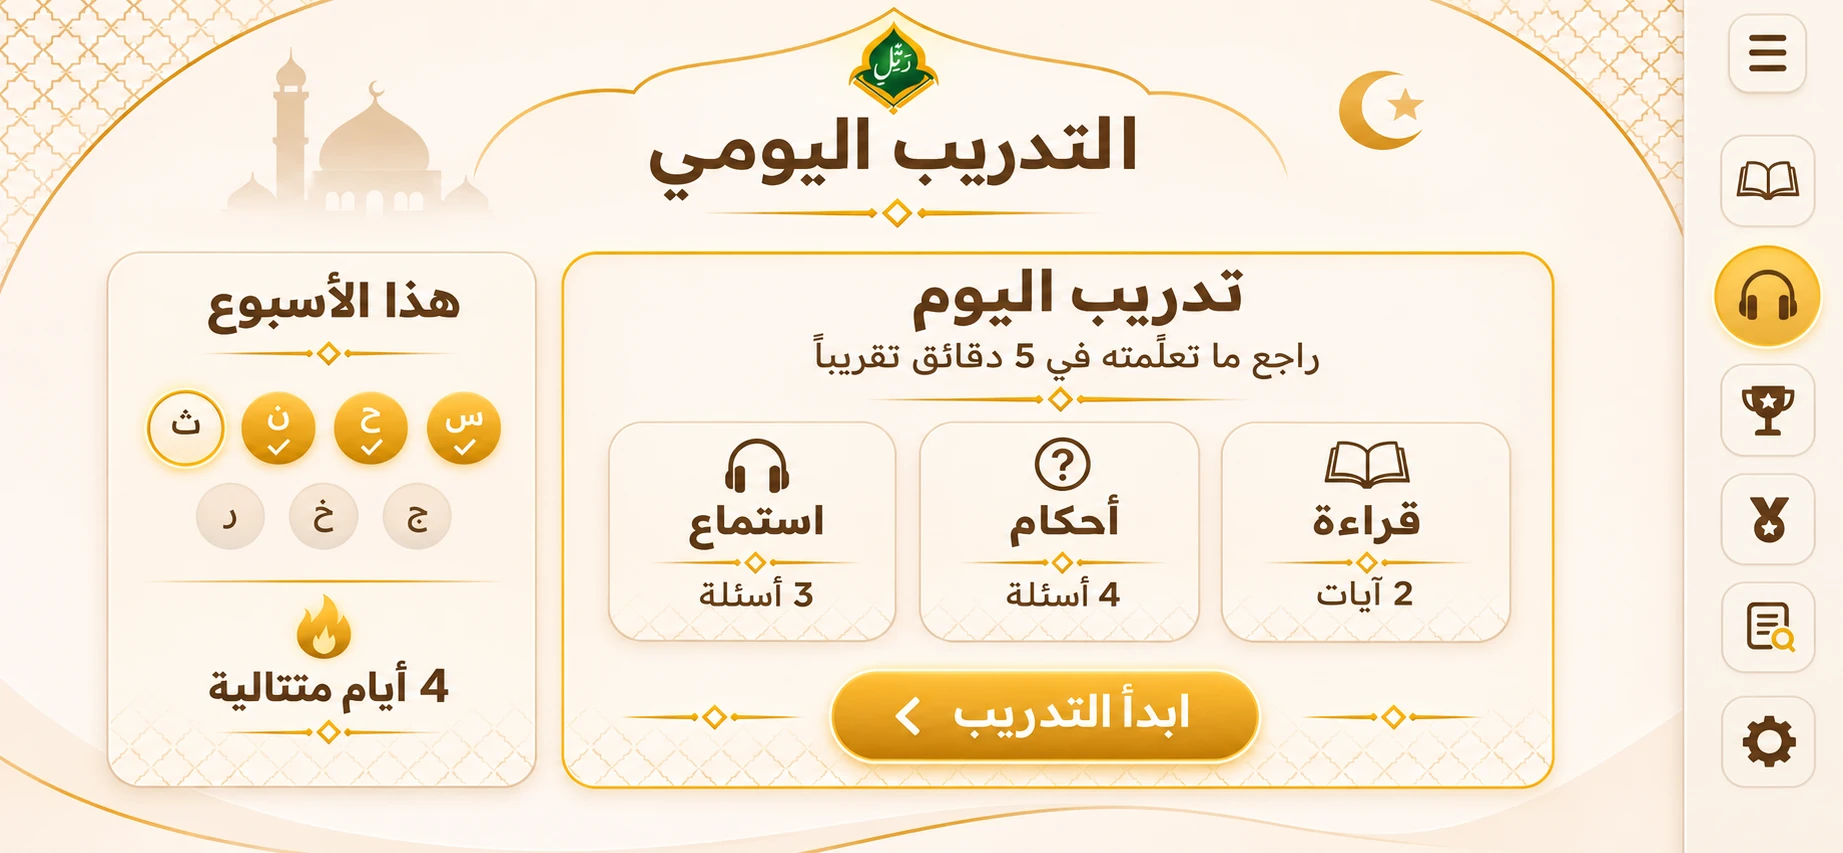 رَتِّلِ
التدريب اليومي
تدريب اليوم
راجع ما تعلَّمته في 5 دقائق تقريباً
قراءة
2 آيات
أحكام
4 أسئلة
استماع
3 أسئلة
ابدأ التدريب
هذا الأسبوع
س ح ن ث
ج خ ر
4 أيام متتالية